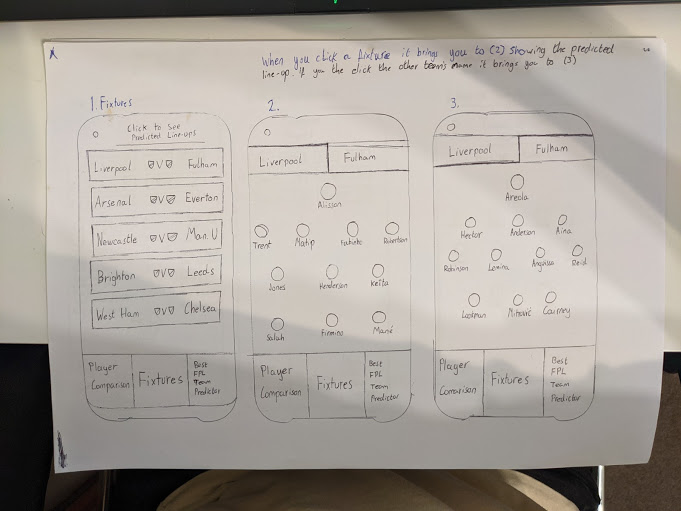 When you click a fixture it brings you to (2) showing the predicted
line-up. If you the click the other team's name it brings you to (3)
1. Fixtures
Click to See
Predicted Line-ups
Liverpool V Fulham
Arsenal V Everton
Newcastle V Man. U
Brighton V Leeds
West Ham V Chelsea
Player
Comparison
Fixtures
Best
FPL
Team
Predictor
2.
Liverpool Fulham
Alisson
Trent Matip Fabinho Robertson
Jones Henderson Keita
Salah Firmino Mané
Player
Comparison
Fixtures
Best
FPL
Team
Predictor
3.
Liverpool Fulham
Areola
Hector Anderson Aina
Robinson Lemina Anguissa Reid
Lookman Mitrović Cairney
Player
Comarison
Fixtures
Best
FPL
Team
Predictor